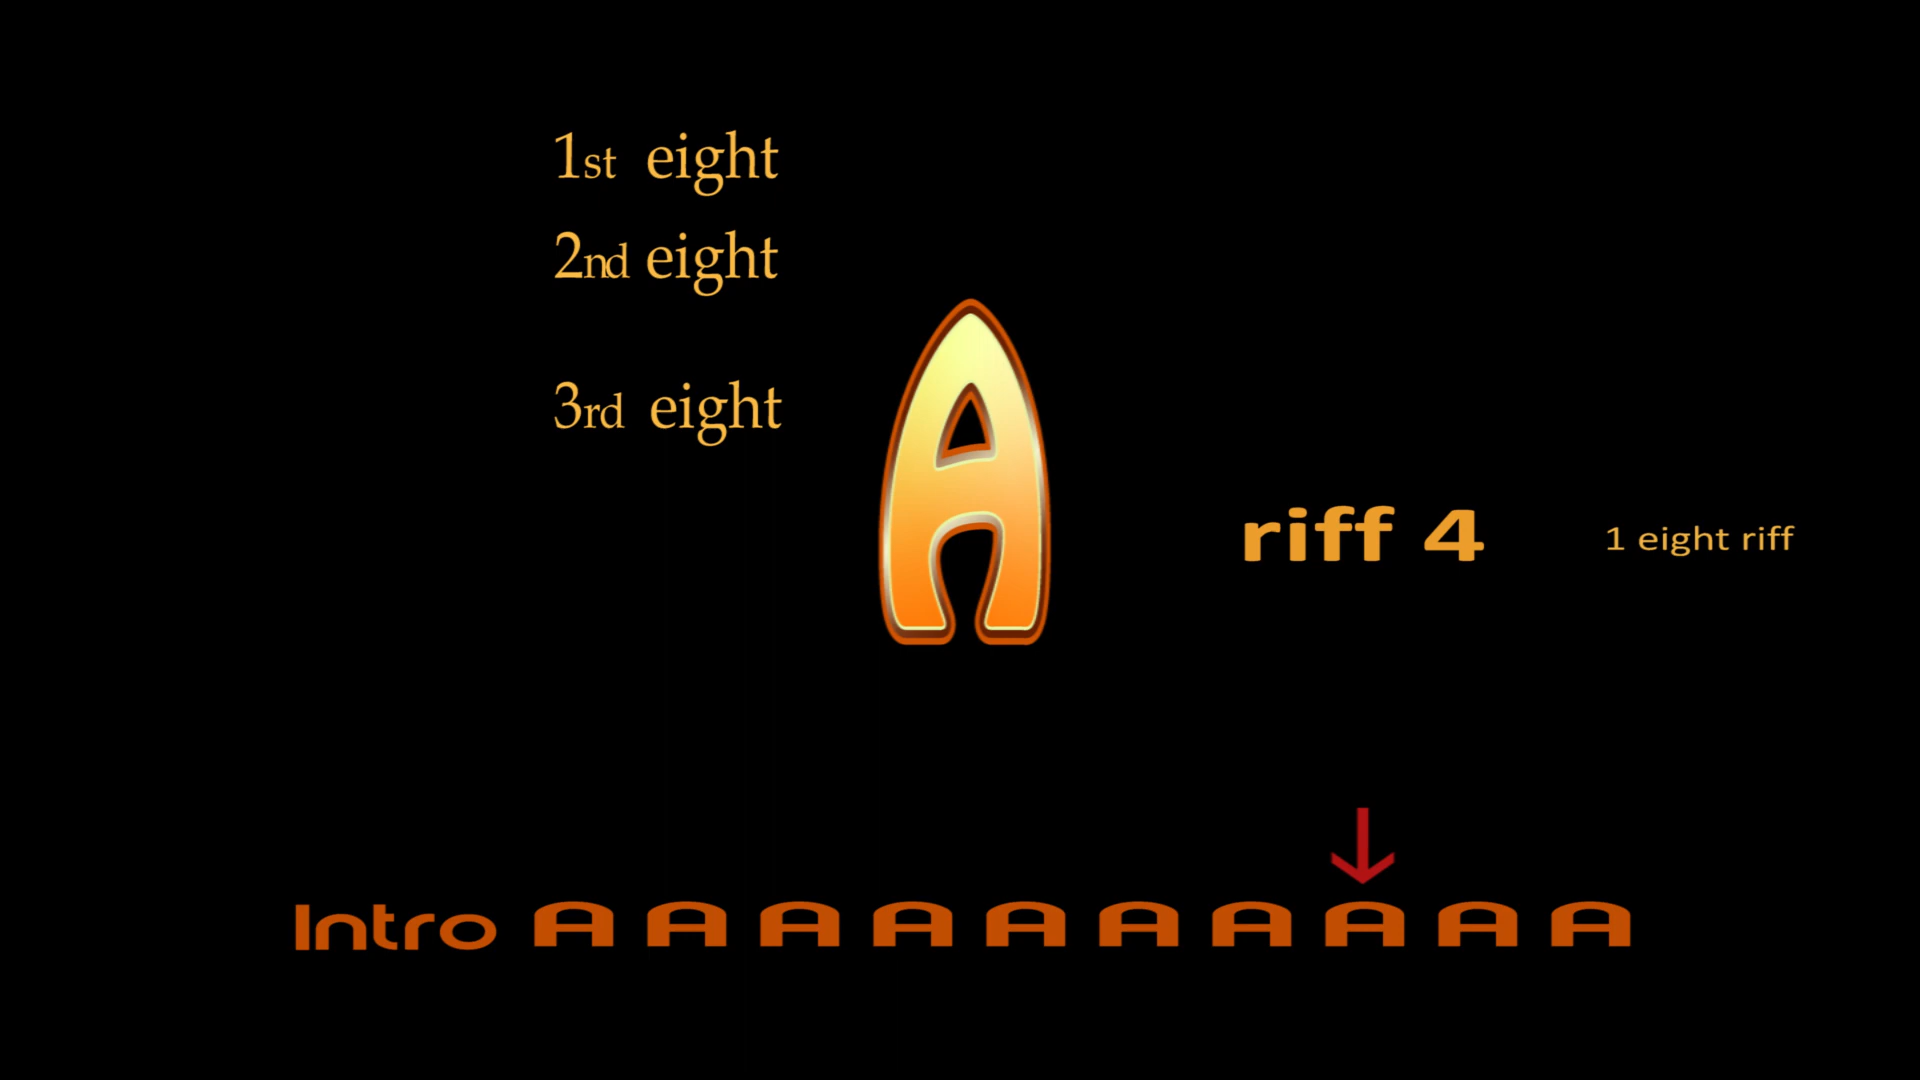 1st eight
2nd eight
3rd eight
A
riff 4
1 eight riff
Intro A A A A A A A A A A